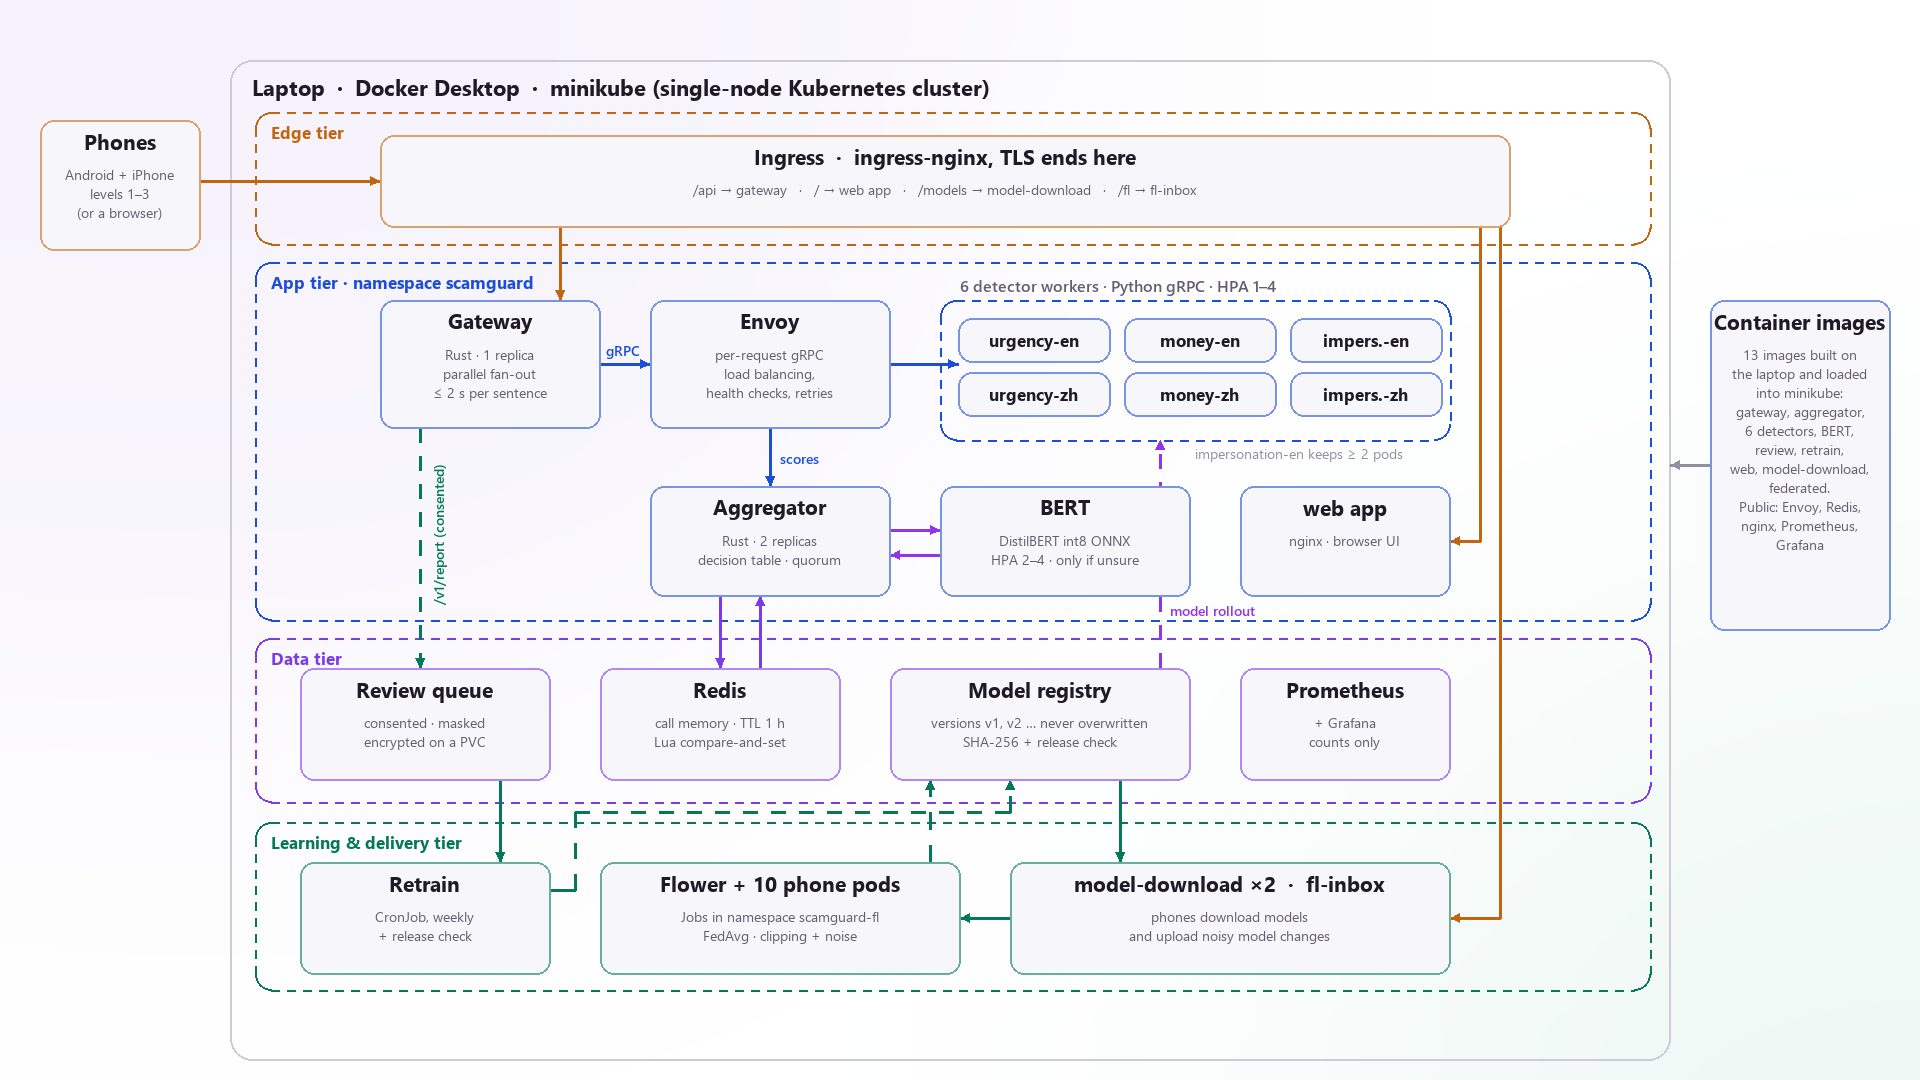 Laptop · Docker Desktop · minikube (single-node Kubernetes cluster)
Phones
Android + iPhone
levels 1–3
(or a browser)
Edge tier
Ingress · ingress-nginx, TLS ends here
/api → gateway · / → web app · /models → model-download · /fl → fl-inbox
App tier · namespace scamguard
Gateway
Rust · 1 replica
parallel fan-out
≤ 2 s per sentence
gRPC
Envoy
per-request gRPC
load balancing,
health checks, retries
6 detector workers · Python gRPC · HPA 1–4
urgency-en
money-en
impers.-en
urgency-zh
money-zh
impers.-zh
impersonation-en keeps ≥ 2 pods
scores
/v1/report (consented)
Aggregator
Rust · 2 replicas
decision table · quorum
BERT
DistilBERT int8 ONNX
HPA 2–4 · only if unsure
web app
nginx · browser UI
model rollout
Container images
13 images built on
the laptop and loaded
into minikube:
gateway, aggregator,
6 detectors, BERT,
review, retrain,
web, model-download,
federated.
Public: Envoy, Redis,
nginx, Prometheus,
Grafana
Data tier
Review queue
consented · masked
encrypted on a PVC
Redis
call memory · TTL 1 h
Lua compare-and-set
Model registry
versions v1, v2 … never overwritten
SHA-256 + release check
Prometheus
+ Grafana
counts only
Learning & delivery tier
Retrain
CronJob, weekly
+ release check
Flower + 10 phone pods
Jobs in namespace scamguard-fl
FedAvg · clipping + noise
model-download ×2 · fl-inbox
phones download models
and upload noisy model changes